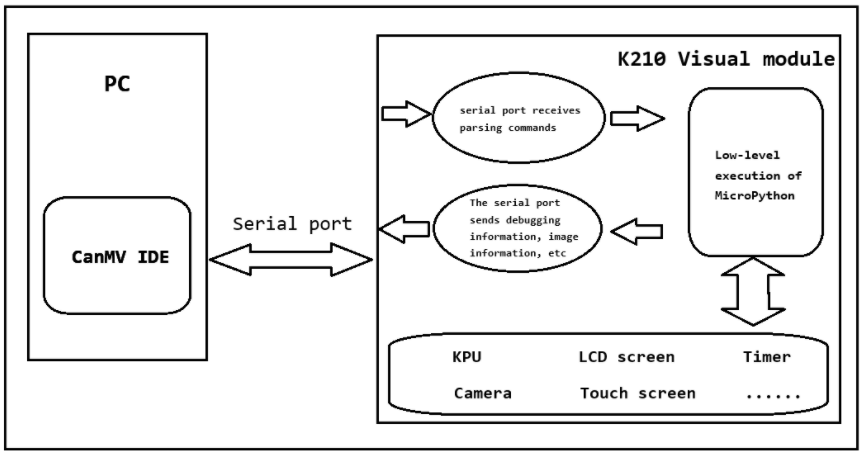 PC
CanMV IDE
Serial port
K210 Visual module
serial port receives
parsing commands
Low-level
execution of
MicroPython
The serial port
sends debugging
information, image
information, etc
KPU LCD screen Timer
Camera Touch screen ......